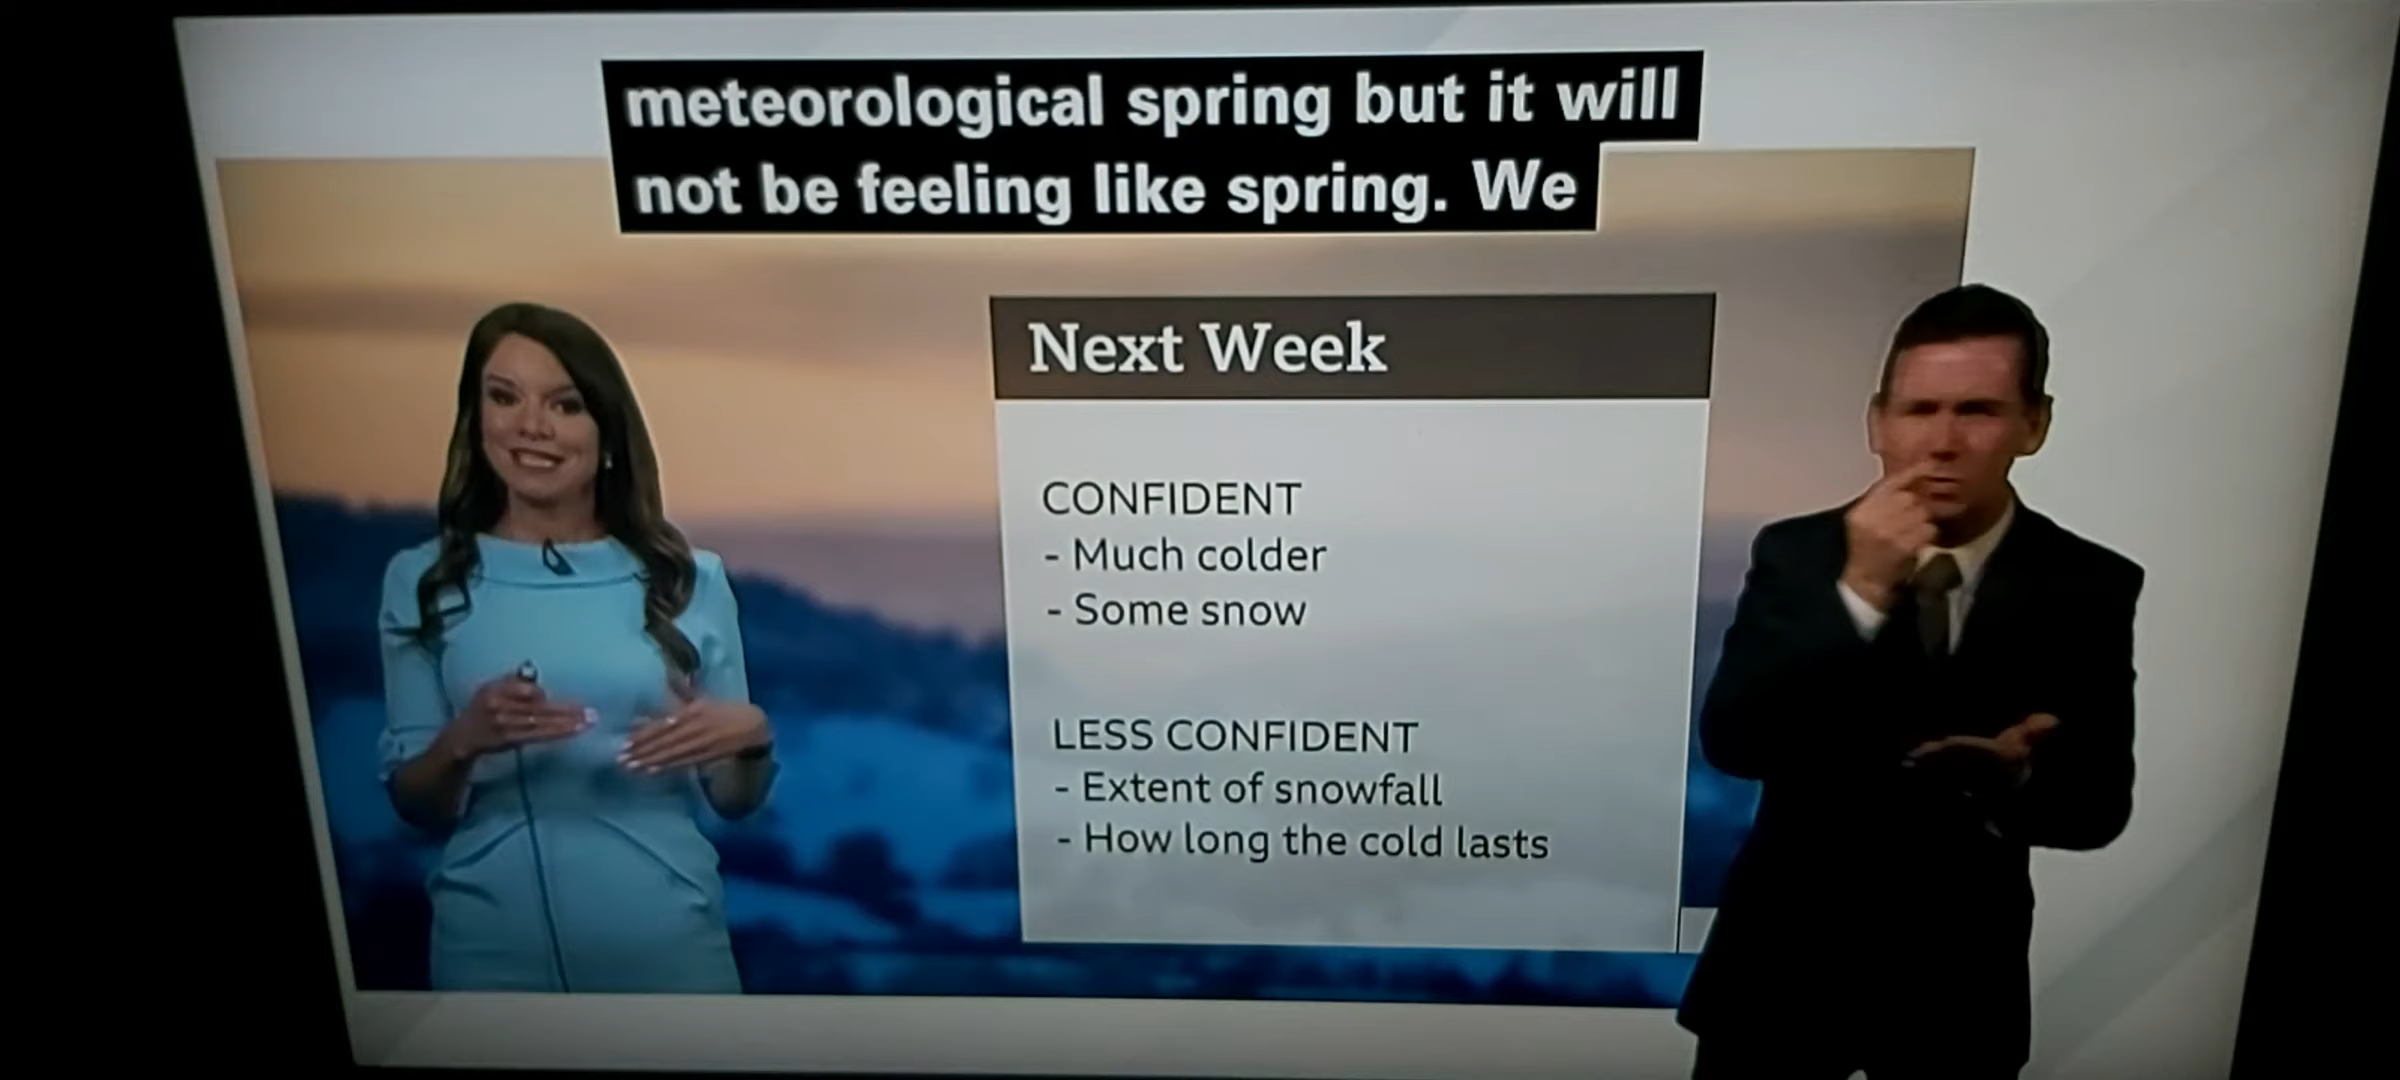 meteorological spring but it will
not be feeling like spring. We
Next Week
CONFIDENT
- Much colder
- Some snow
LESS CONFIDENT
- Extent of snowfall
- How long the cold lasts